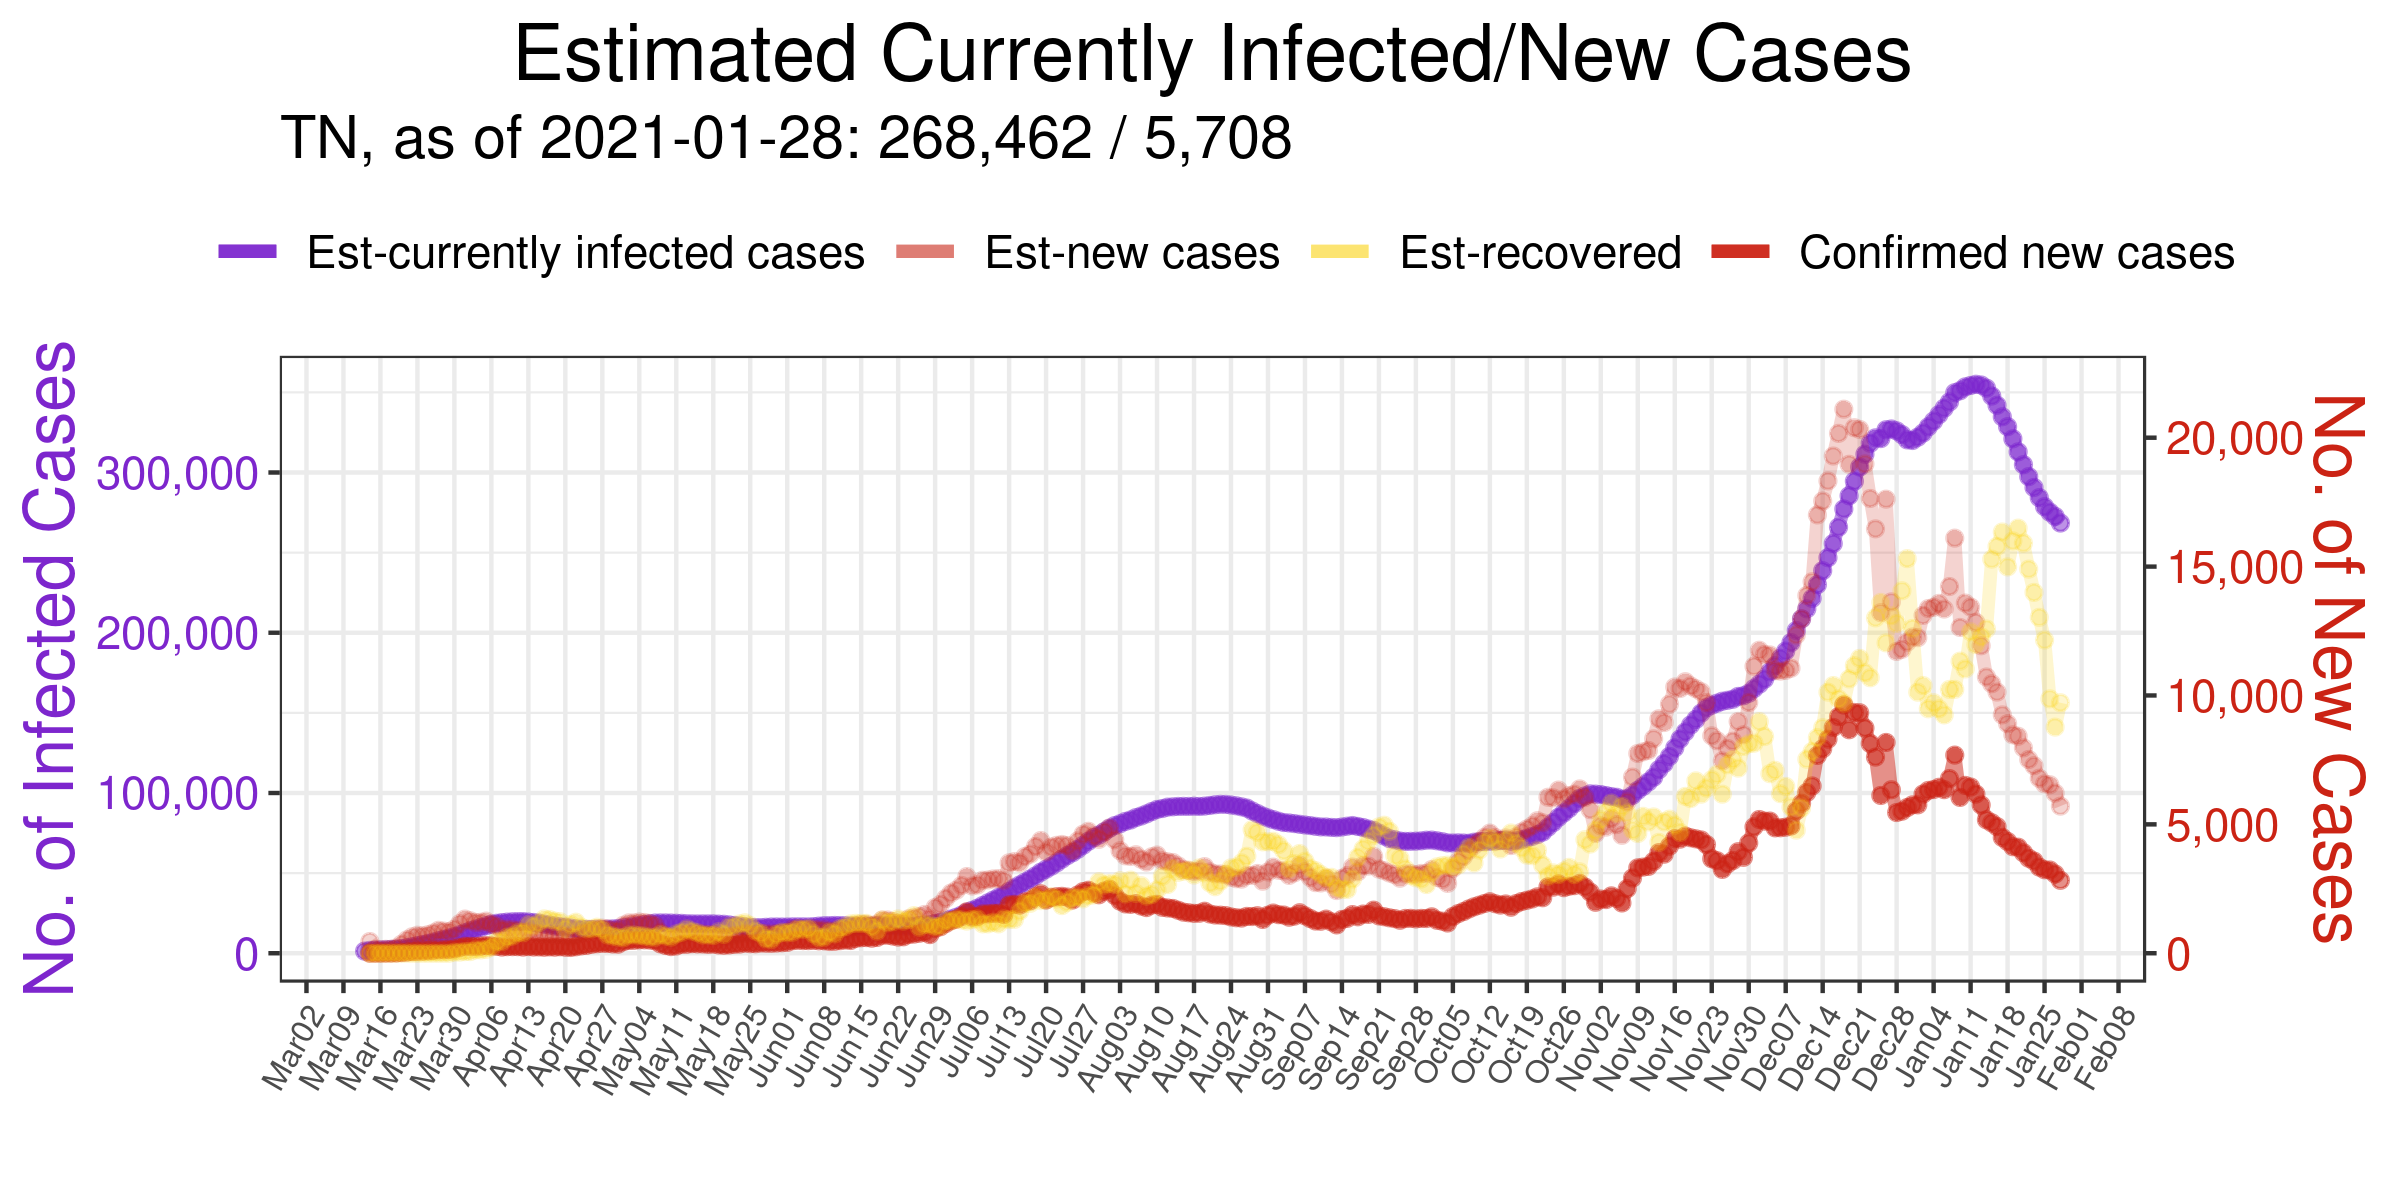 Estimated Currently Infected/New Cases
TN, as of 2021-01-28: 268,462 / 5,708
Est-currently infected cases Est-new cases Est-recovered Confirmed new cases
No. of Infected Cases
300,000
200,000
100,000
0
20,000
15,000
10,000
5,000
0
No. of New Cases
Mar02 Mar09 Mar16 Mar23 Mar30 Apr06 Apr13 Apr20 Apr27 May04 May11 May18 May25 Jun01 Jun08 Jun15 Jun22 Jun29 Jul06 Jul13 Jul20 Jul27 Aug03 Aug10 Aug17 Aug24 Aug31 Sep07 Sep14 Sep21 Sep28 Oct05 Oct12 Oct19 Oct26 Nov02 Nov09 Nov16 Nov23 Nov30 Dec07 Dec14 Dec21 Dec28 Jan04 Jan11 Jan18 Jan25 Feb01 Feb08